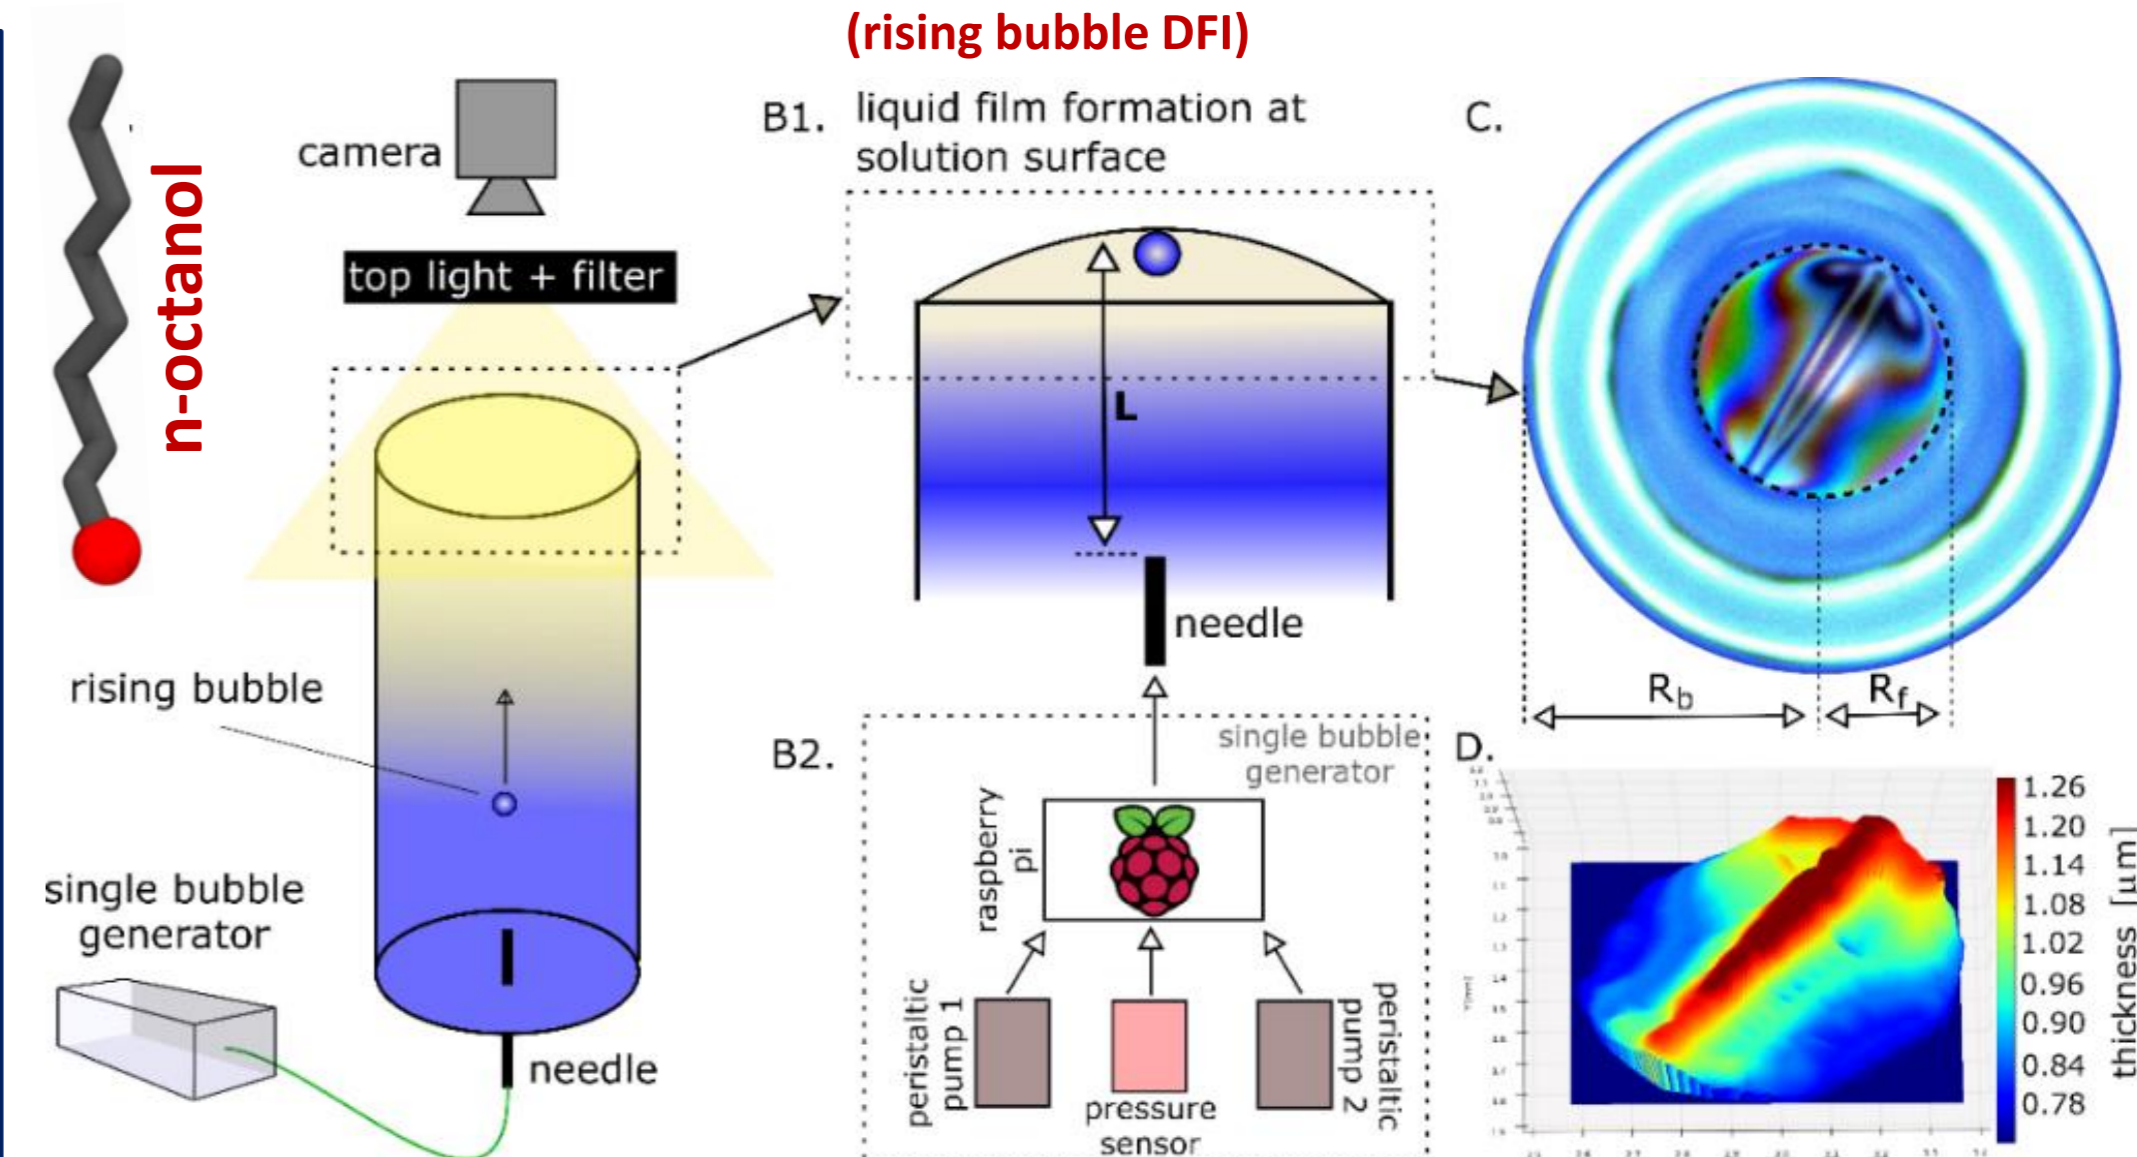 (rising bubble DFI)
n-octanol
camera
top light + filter
rising bubble
single bubble
generator
needle
B1.
liquid film formation at
solution surface
L
needle
B2.
single bubble
generator
raspberry
pi
peristaltic
pump 1
pressure
sensor
peristaltic
pump 2
C.
Rb
Rf
D.
1.26
1.20
1.14
1.08
1.02
0.96
0.90
0.84
0.78
thickness [µm]